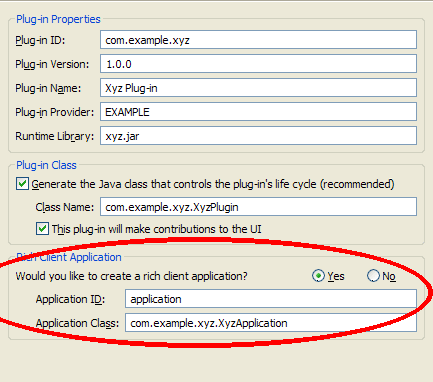 Plug-in Properties
Plug-in ID: com.example.xyz
Plug-in Version: 1.0.0
Plug-in Name: Xyz Plug-in
Plug-in Provider: EXAMPLE
Runtime Library: xyz.jar
Plug-in Class
Generate the Java class that controls the plug-in's life cycle (recommended)
Class Name: com.example.xyz.XyzPlugin
This plug-in will make contributions to the UI
Rich Client Application
Would you like to create a rich client application? Yes No
Application ID: application
Application Class: com.example.xyz.XyzApplication